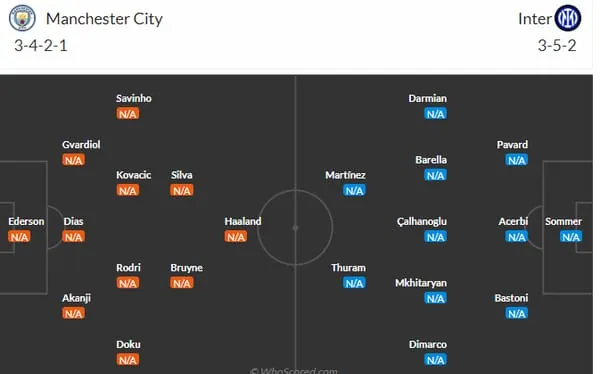 Manchester City
Inter
3-4-2-1
3-5-2
Savinho
N/A
Darmian
N/A
Gvardiol
N/A
Pavard
N/A
Barella
N/A
Kovacic
N/A
Silva
N/A
Martínez
N/A
Ederson
N/A
Dias
N/A
Haaland
N/A
Çalhanoglu
N/A
Acerbi
N/A
Sommer
N/A
Rodri
N/A
Bruyne
N/A
Thuram
N/A
Mkhitaryan
N/A
Akanji
N/A
Bastoni
N/A
Doku
N/A
Dimarco
N/A
© WhoScored.com